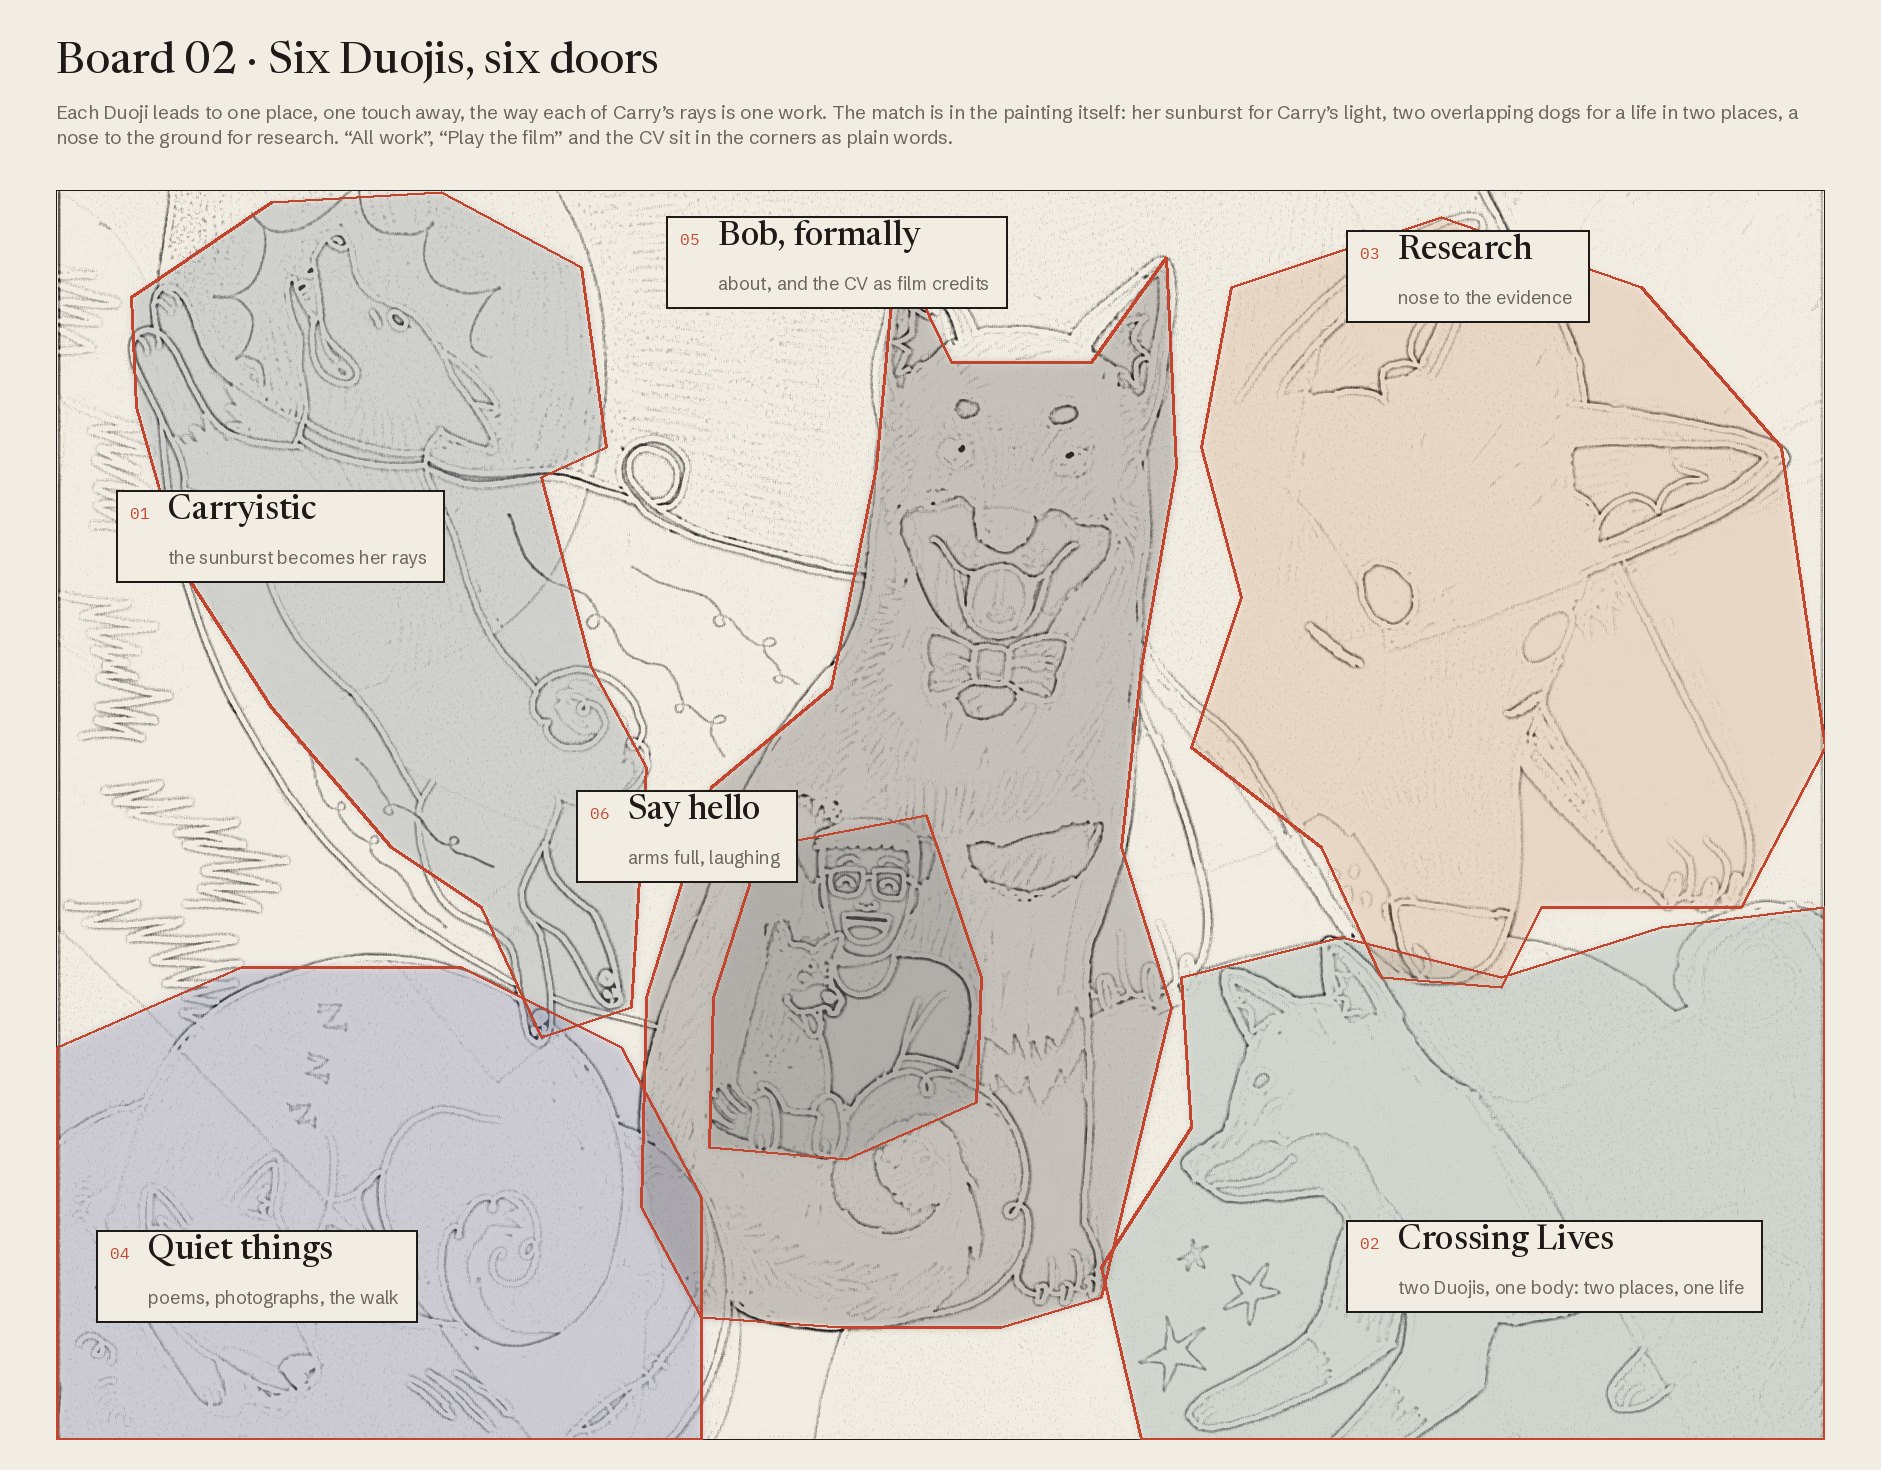 Board 02 · Six Duojis, six doors
Each Duoji leads to one place, one touch away, the way each of Carry’s rays is one work. The match is in the painting itself: her sunburst for Carry’s light, two overlapping dogs for a life in two places, a
nose to the ground for research. “All work”, “Play the film” and the CV sit in the corners as plain words.
05 Bob, formally
about, and the CV as film credits
03 Research
nose to the evidence
01 Carryistic
the sunburst becomes her rays
06 Say hello
arms full, laughing
z
z
z
04 Quiet things
poems, photographs, the walk
02 Crossing Lives
two Duojis, one body: two places, one life